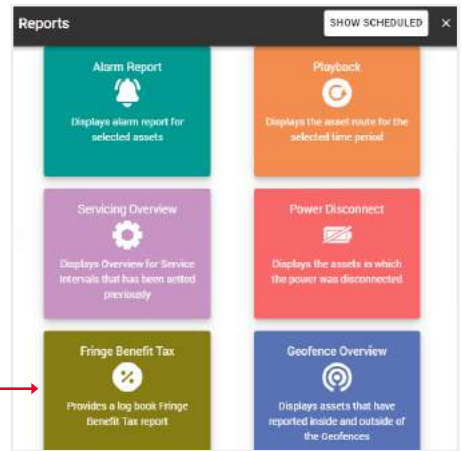 Reports
SHOW SCHEDULED ×
Alarm Report
Displays alarm report for
selected assets
Playback
Displays the asset route for the
selected time period
Servicing Overview
Displays Overview for Service
Intervals that has been setted
previously
Power Disconnect
Displays the assets in which
the power was disconnected
Fringe Benefit Tax
Provides a log book Fringe
Benefit Tax report
Geofence Overview
Displays assets that have
reported inside and outside of
the Geofences